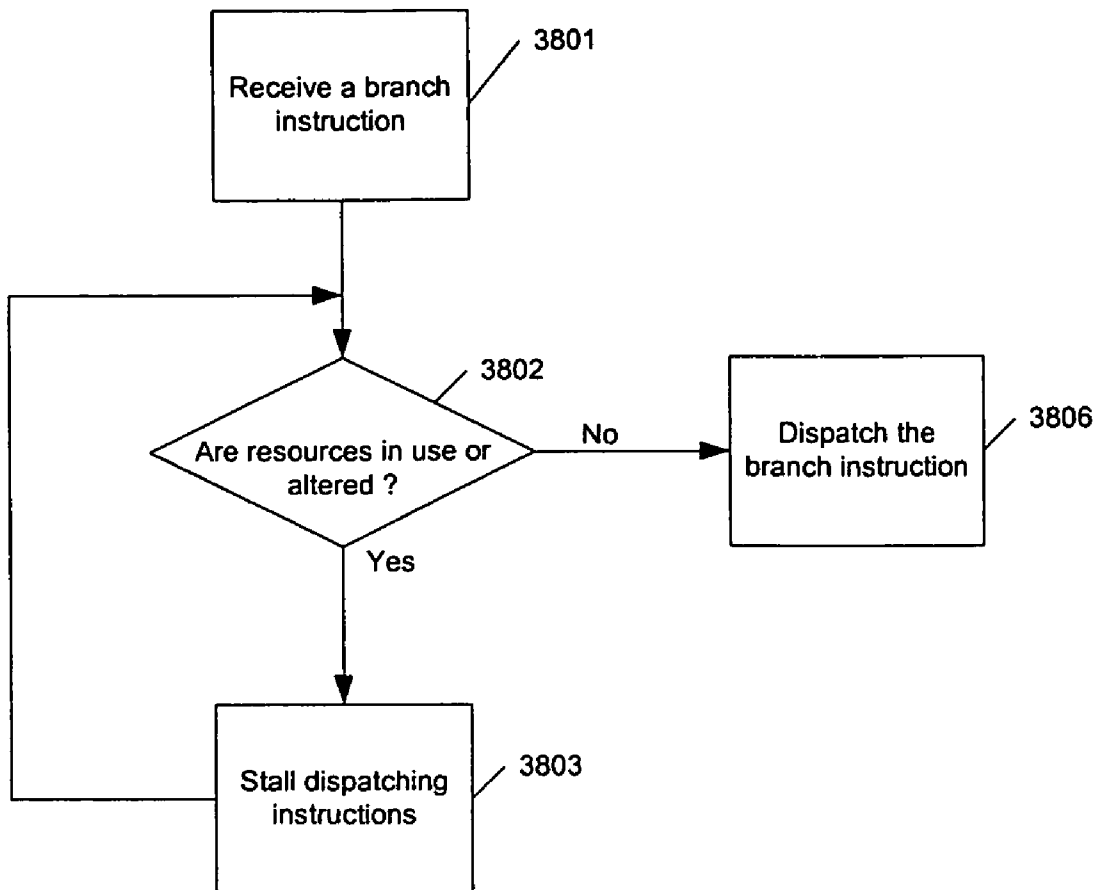 3801
Receive a branch
instruction
3802
Are resources in use or
altered ?
No
Dispatch the
branch instruction
3806
Yes
3803
Stall dispatching
instructions